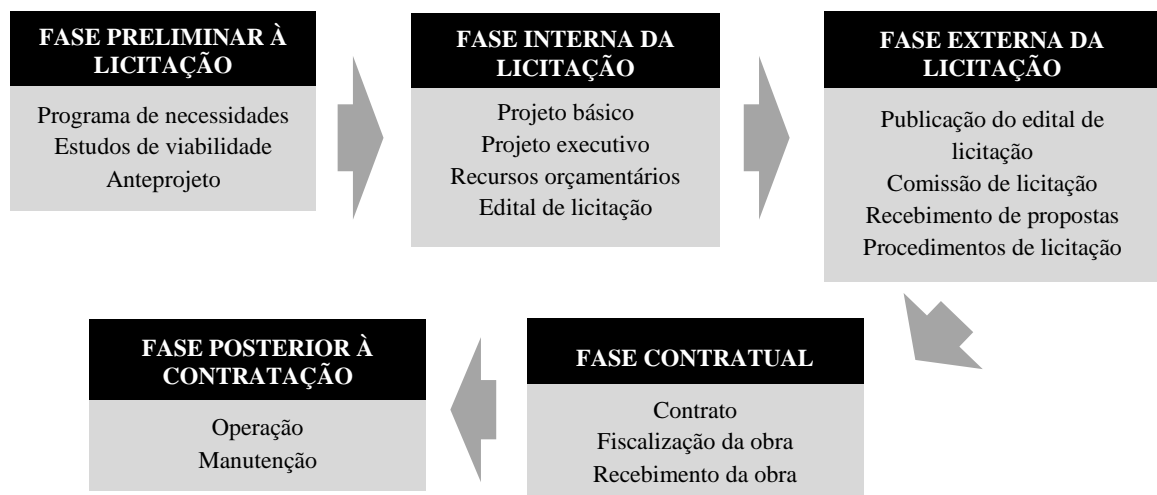 FASE PRELIMINAR À
LICITAÇÃO
Programa de necessidades
Estudos de viabilidade
Anteprojeto
FASE INTERNA DA
LICITAÇÃO
Projeto básico
Projeto executivo
Recursos orçamentários
Edital de licitação
FASE EXTERNA DA
LICITAÇÃO
Publicação do edital de
licitação
Comissão de licitação
Recebimento de propostas
Procedimentos de licitação
FASE CONTRATUAL
Contrato
Fiscalização da obra
Recebimento da obra
FASE POSTERIOR À
CONTRATAÇÃO
Operação
Manutenção